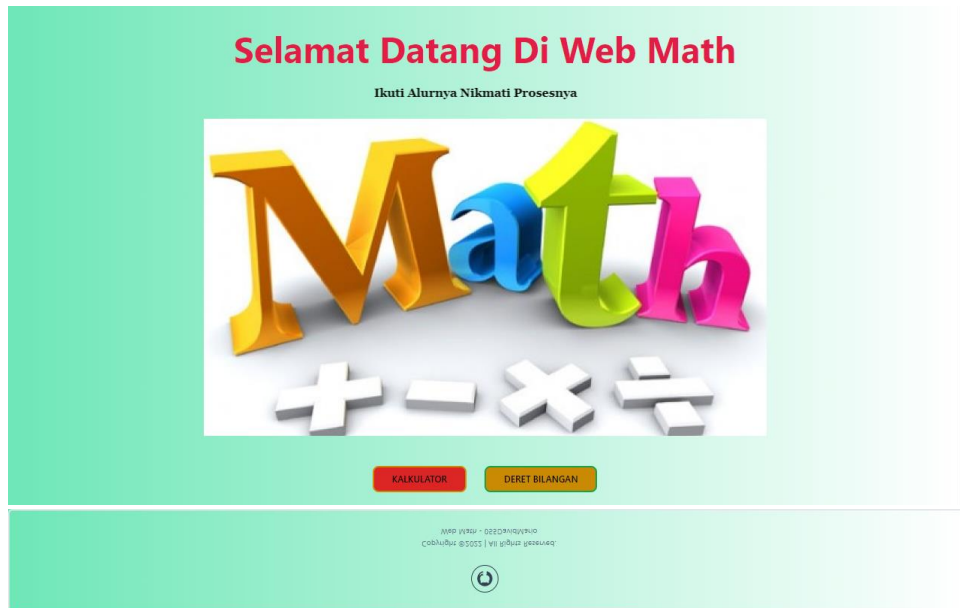 Selamat Datang Di Web Math
Ikuti Alurnya Nikmati Prosesnya
Math
+ - × ÷
KALKULATOR
DERET BILANGAN
Web Math - 055DavidMario
Copyright ©2022 | All Rights Reserved.